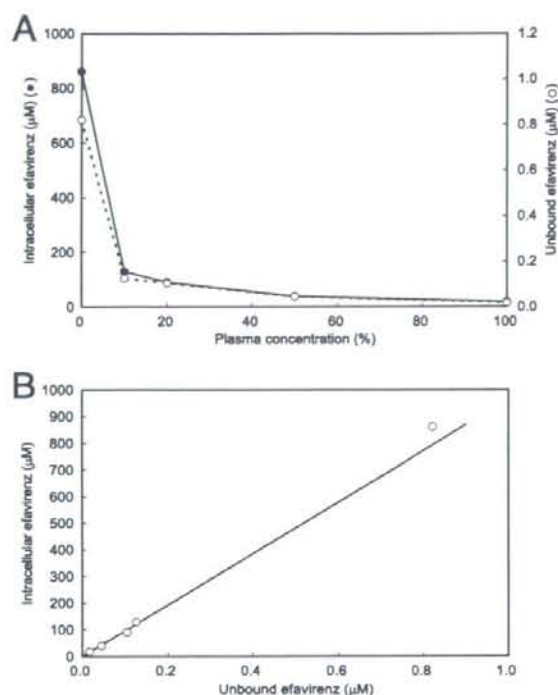 A
1000
800
600
400
200
0
1.2
1.0
0.8
0.6
0.4
0.2
0.0
0 20 40 60 80 100
Intracellular efavirenz (μM) (●)
Unbound efavirenz (μM) (○)
Plasma concentration (%)
B
1000
900
800
700
600
500
400
300
200
100
0
0.0 0.2 0.4 0.6 0.8 1.0
Intracellular efavirenz (μM)
Unbound efavirenz (μM)